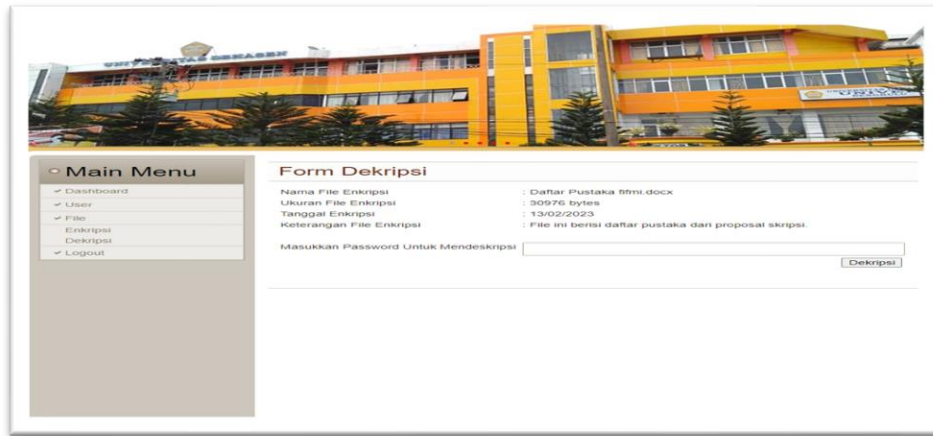 UNIVERSITAS DEHASEN
Main Menu
Dashboard
User
File
Enkripsi
Dekripsi
Logout
Form Dekripsi
Nama File Enkripsi : Daftar Pustaka fifmi.docx
Ukuran File Enkripsi : 30976 bytes
Tanggal Enkripsi : 13/02/2023
Keterangan File Enkripsi : File ini berisi daftar pustaka dari proposal skripsi.
Masukkan Password Untuk Mendeskripsi
Dekripsi